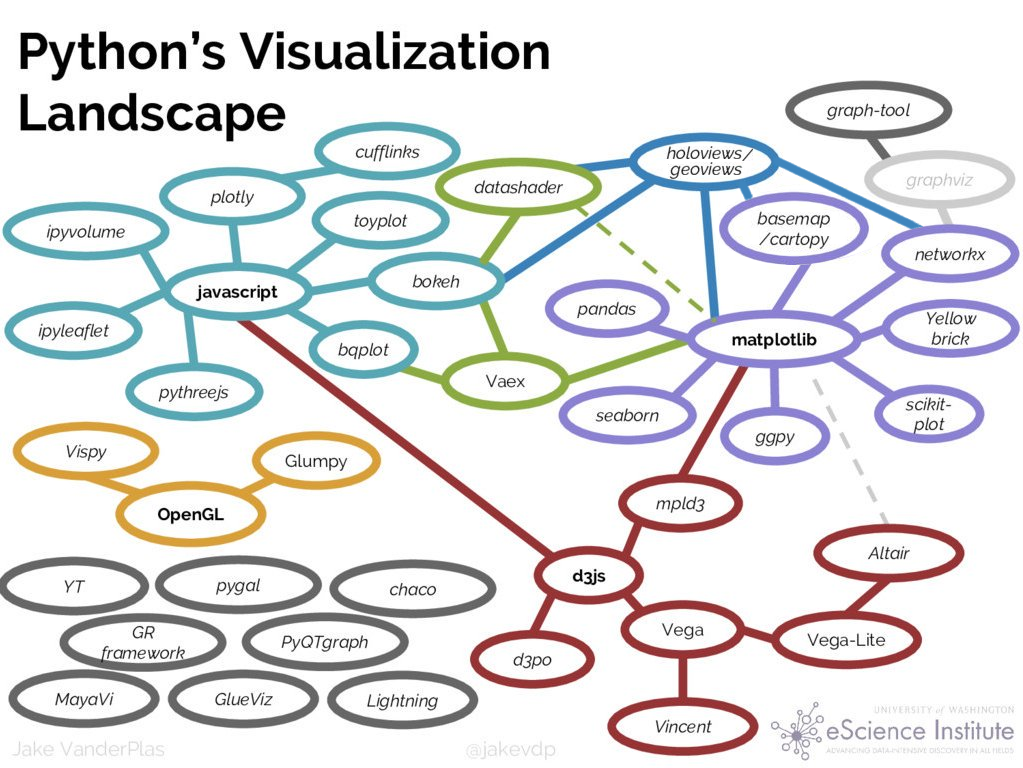 Python's Visualization
Landscape
graph-tool
cufflinks
holoviews/
geoviews
graphviz
datashader
plotly
toyplot
basemap
/cartopy
ipyvolume
networkx
bokeh
javascript
pandas
Yellow
brick
ipyleaflet
matplotlib
bqplot
Vaex
pythreejs
seaborn
scikit-
plot
ggpy
Vispy
Glumpy
mpld3
OpenGL
Altair
d3js
YT
pygal
chaco
GR
framework
PyQTgraph
Vega
Vega-Lite
d3po
MayaVi
GlueViz
Lightning
Vincent
UNIVERSITY of WASHINGTON
eScience Institute
ADVANCING DATA-INTENSIVE DISCOVERY IN ALL FIELDS
Jake VanderPlas
@jakevdp